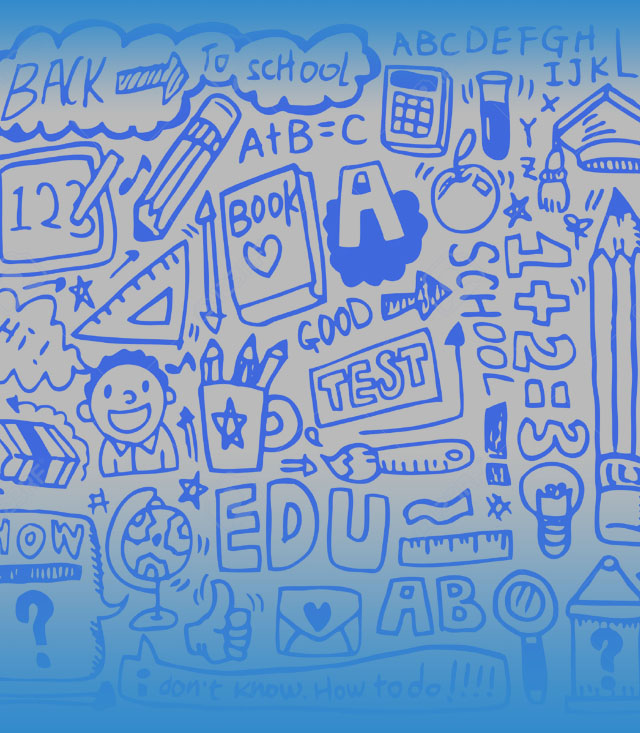 BACK TO SCHOOL
ABCDEFGH
IJKL
X
Y
Z
A+B=C
123
BOOK
A
SCHOOL!!
1+2=3
Hi!
GOOD
TEST
EDU
HOW
?
AB
?
i don't know. How to do!!!!